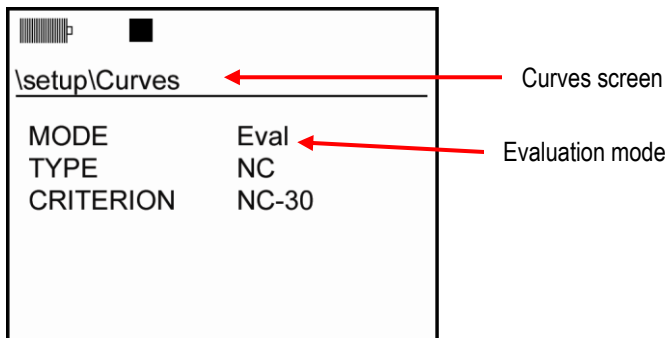 \setup\Curves
Curves screen
MODE Eval
Evaluation mode
TYPE NC
CRITERION NC-30